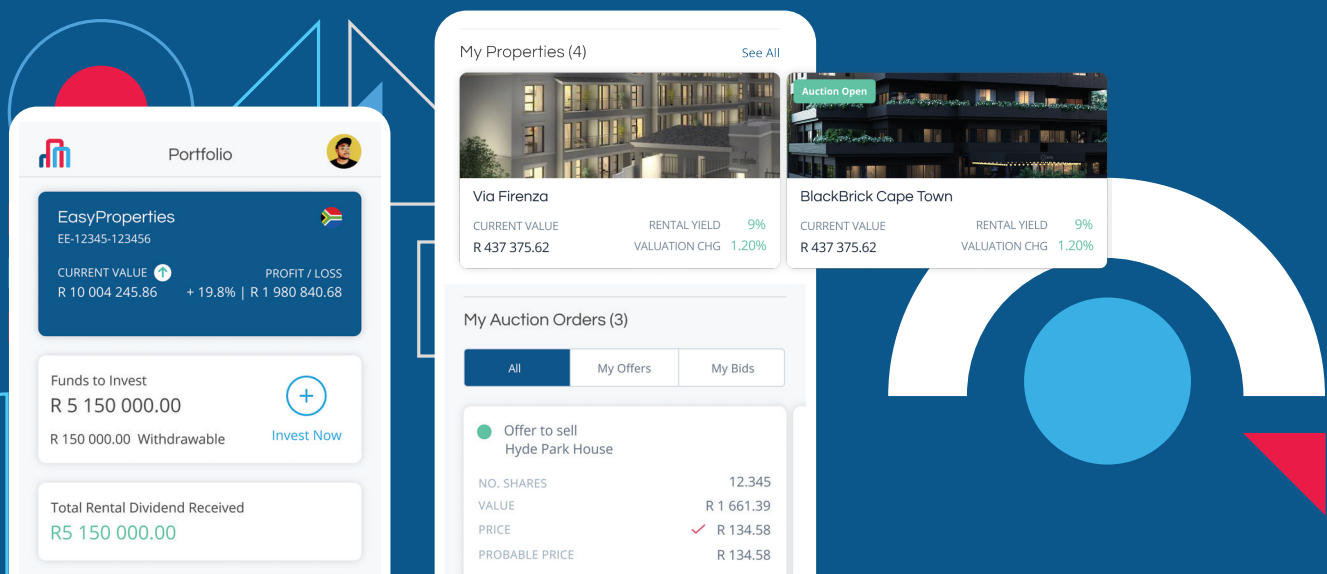 Portfolio
EasyProperties
EE-12345-123456
CURRENT VALUE PROFIT / LOSS
R 10 004 245.86 + 19.8% | R 1 980 840.68
Funds to Invest
R 5 150 000.00
R 150 000.00 Withdrawable
Invest Now
Total Rental Dividend Received
R5 150 000.00
My Properties (4) See All
Via Firenza
CURRENT VALUE RENTAL YIELD 9%
R 437 375.62 VALUATION CHG 1.20%
Auction Open
BlackBrick Cape Town
CURRENT VALUE RENTAL YIELD 9%
R 437 375.62 VALUATION CHG 1.20%
My Auction Orders (3)
All My Offers My Bids
Offer to sell
Hyde Park House
NO. SHARES 12.345
VALUE R 1 661.39
PRICE R 134.58
PROBABLE PRICE R 134.58